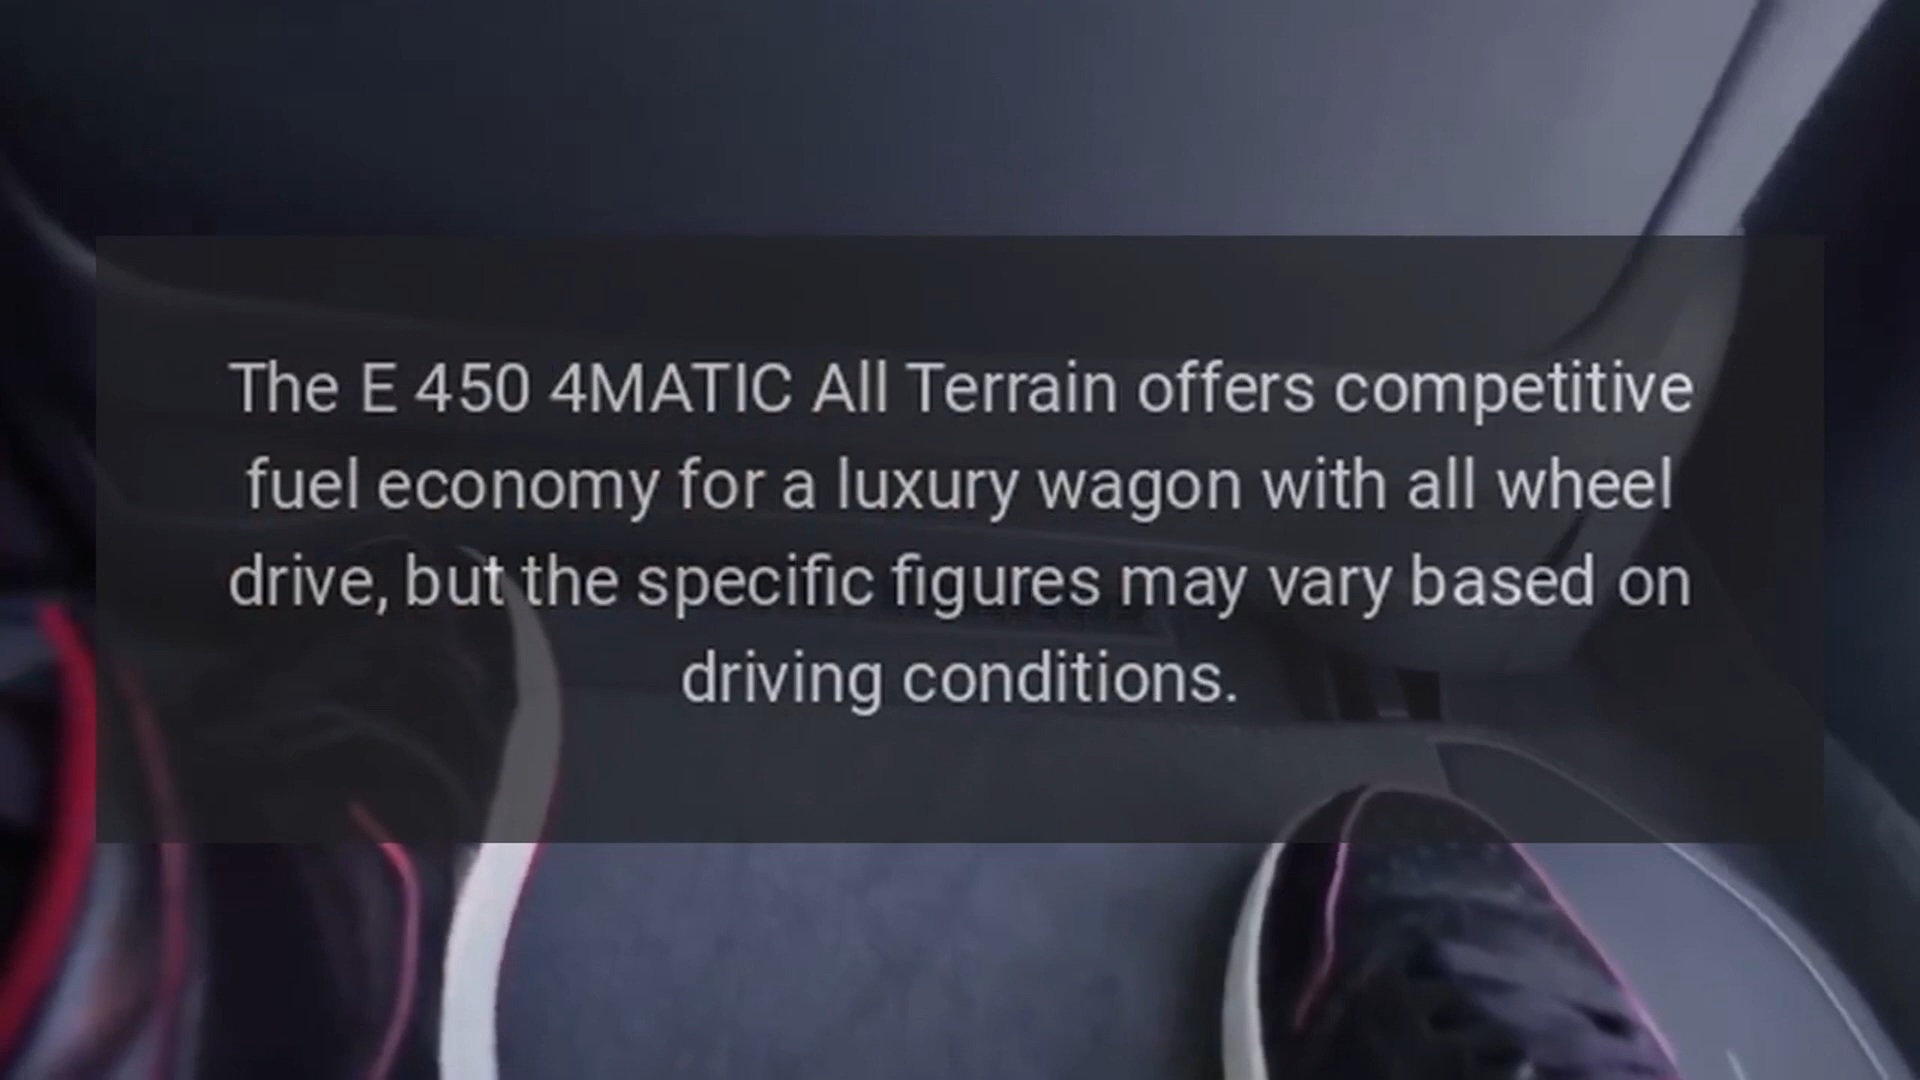 The E 450 4MATIC All Terrain offers competitive
fuel economy for a luxury wagon with all wheel
drive, but the specific figures may vary based on
driving conditions.